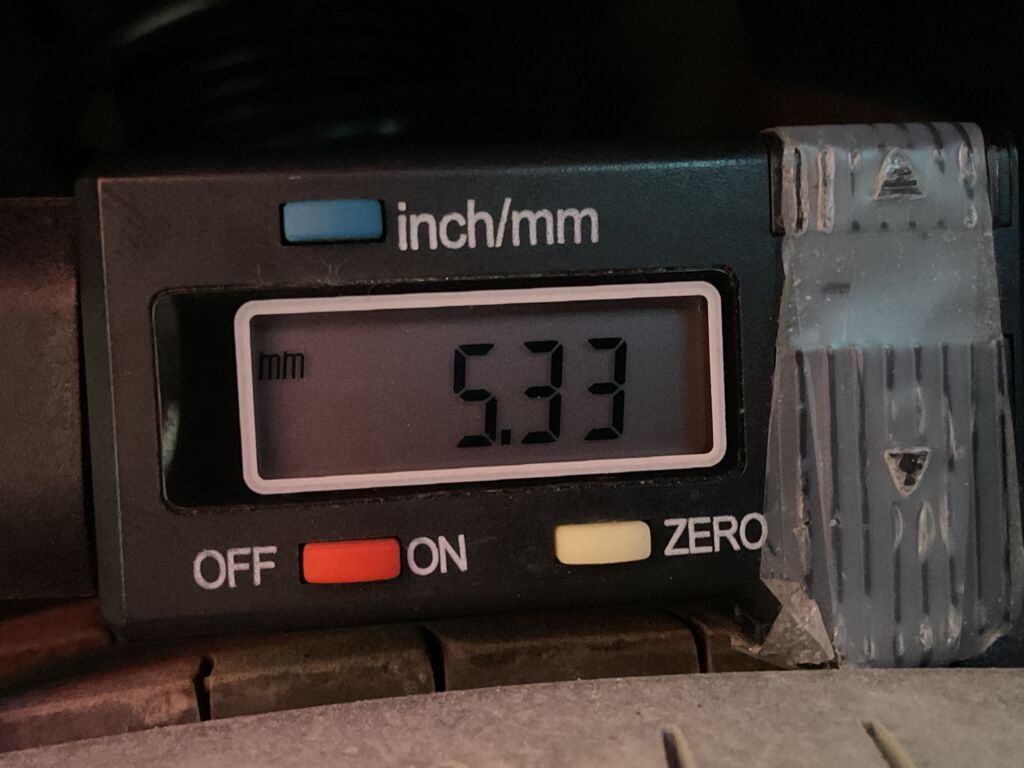 inch/mm
mm 5.33
OFF ON ZERO